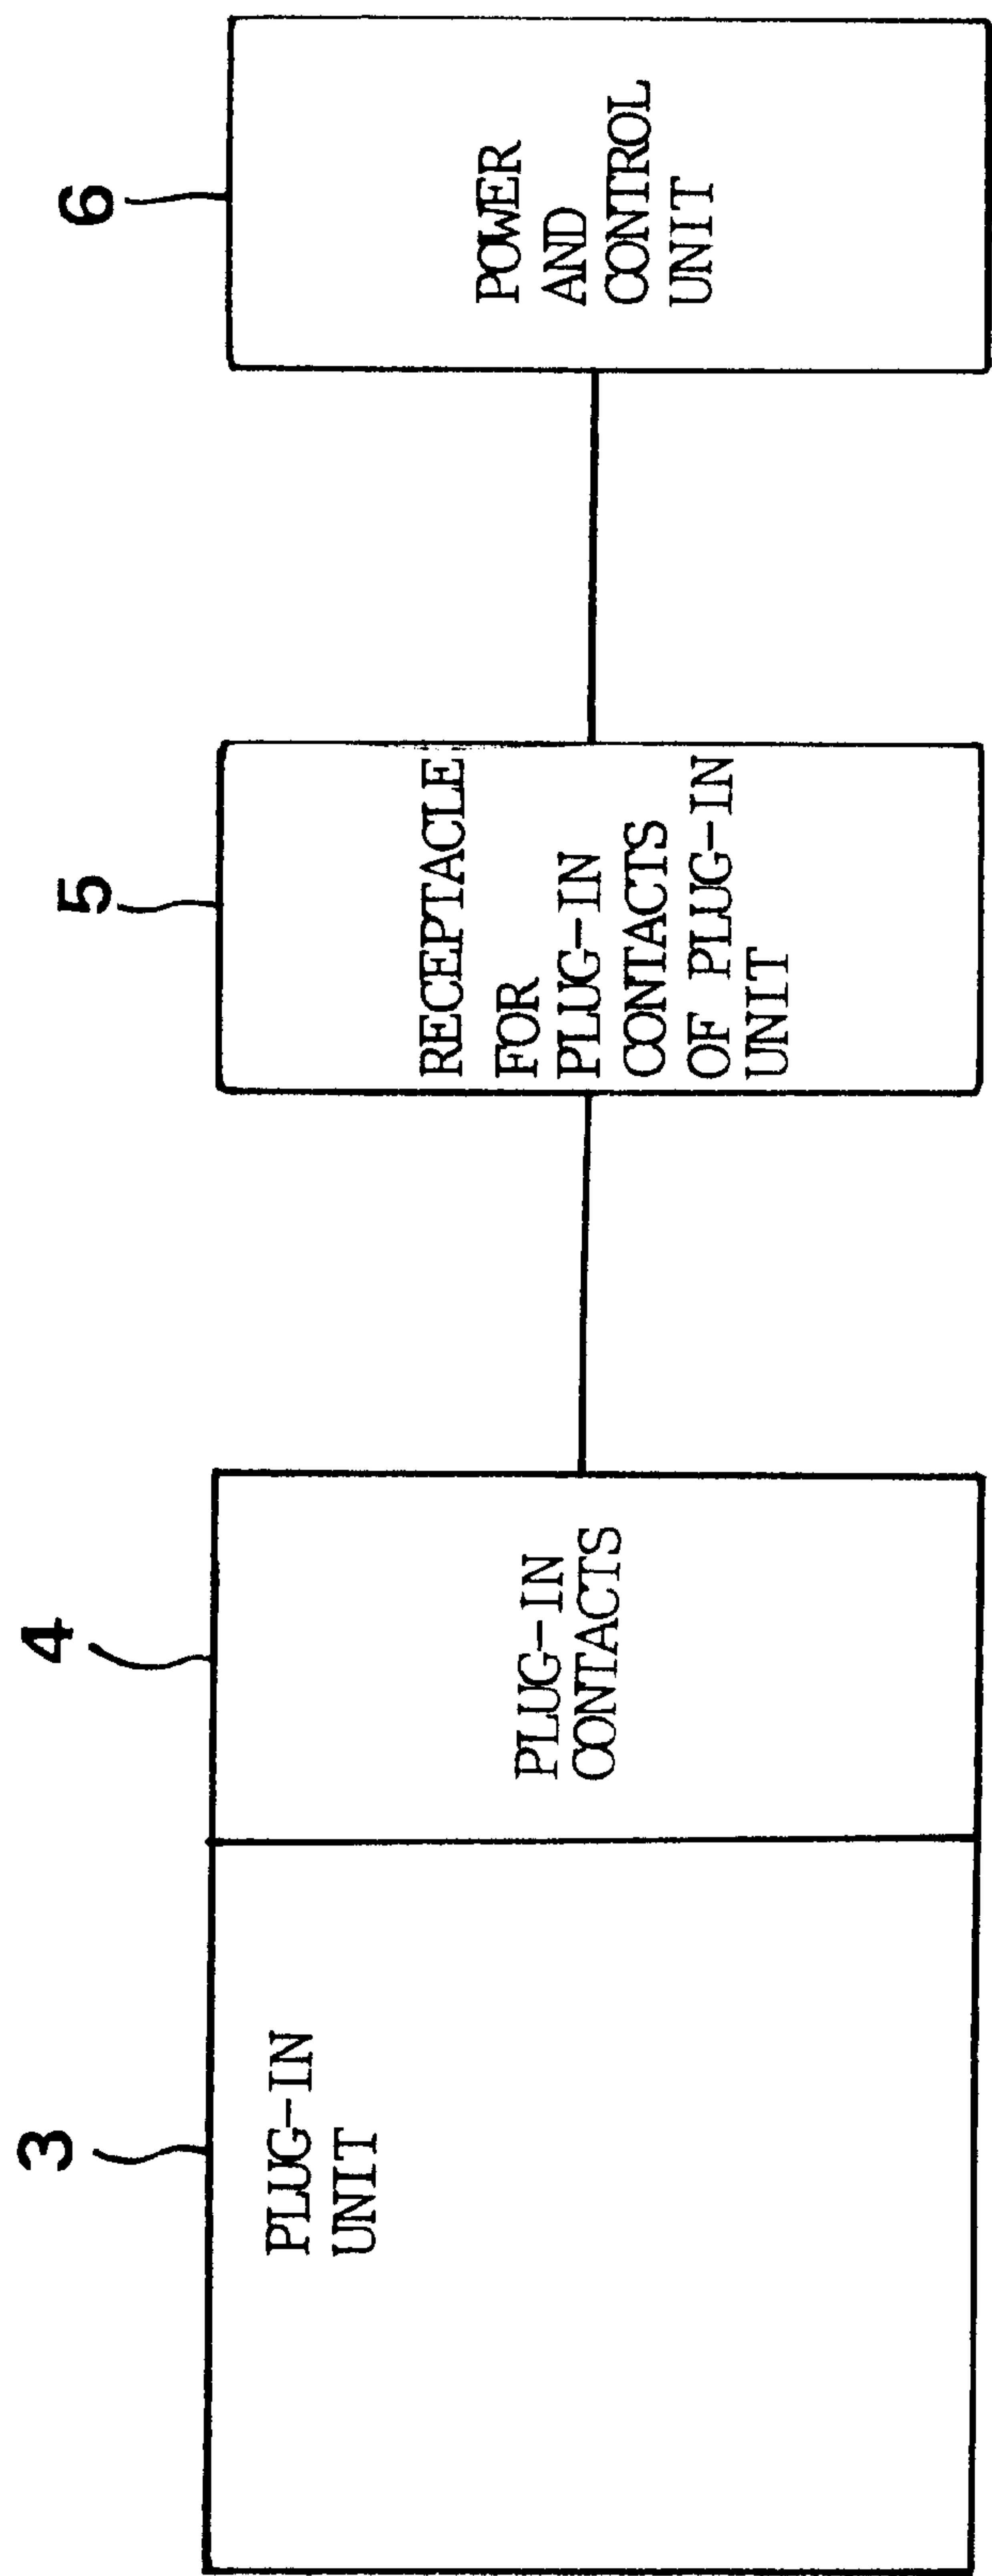 3
PLUG-IN
UNIT
4
PLUG-IN
CONTACTS
5
RECEPTACLE
FOR
PLUG-IN
CONTACTS
OF PLUG-IN
UNIT
6
POWER
AND
CONTROL
UNIT